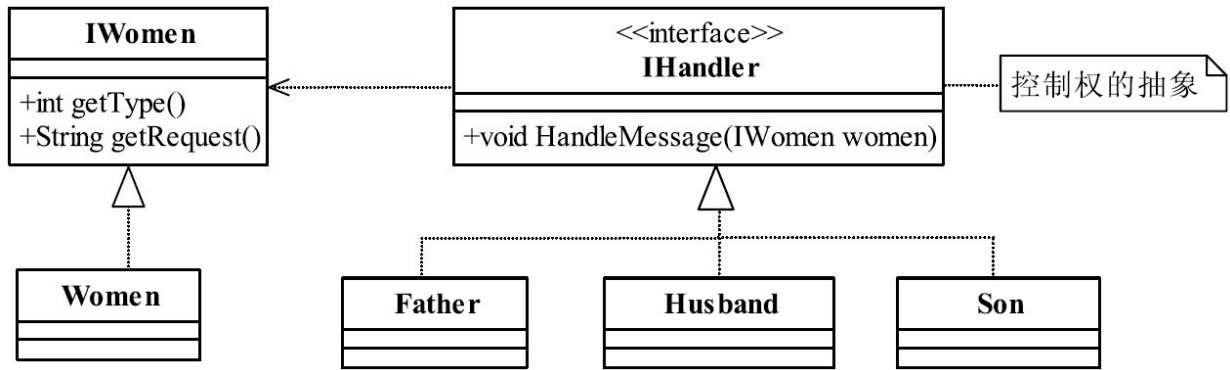 IWomen
+int getType()
+String getRequest()
<<interface>>
IHandler
+void HandleMessage(IWomen women)
控制权的抽象
Women
Father
Husband
Son